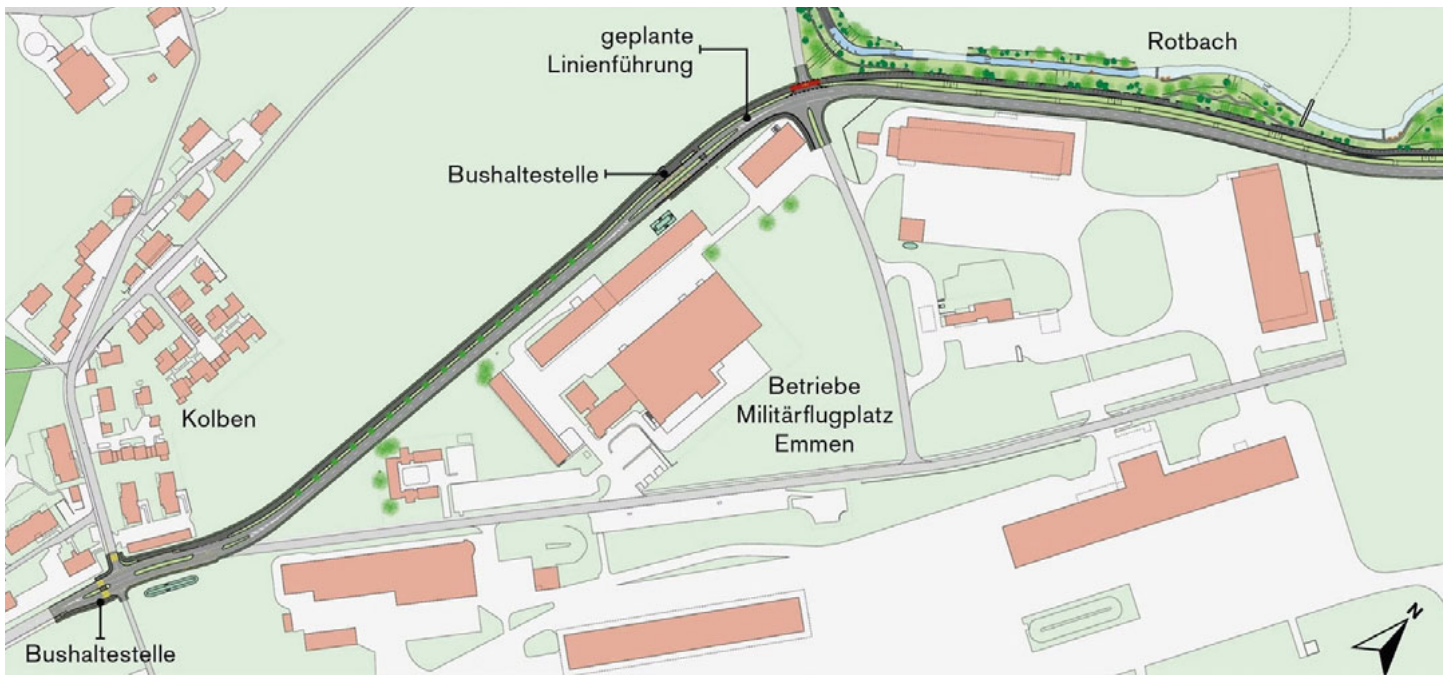 geplante
Linienführung
Rotbach
Bushaltestelle
Kolben
Betriebe
Militärflugplatz
Emmen
Bushaltestelle
N